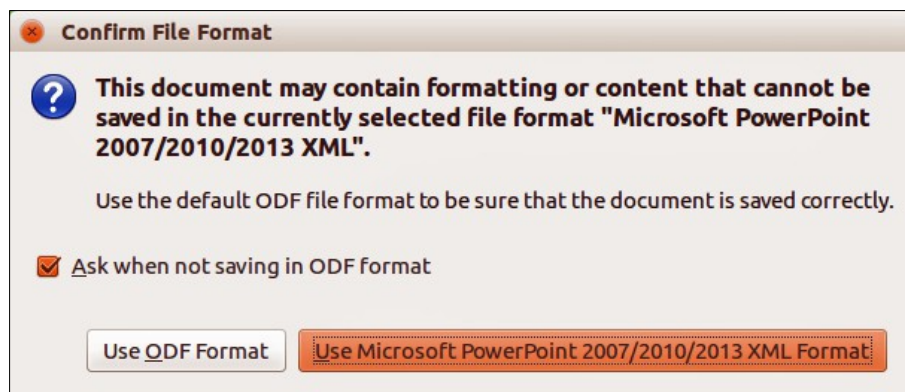 Confirm File Format
This document may contain formatting or content that cannot be
saved in the currently selected file format "Microsoft PowerPoint
2007/2010/2013 XML".
Use the default ODF file format to be sure that the document is saved correctly.
Ask when not saving in ODF format
Use ODF Format
Use Microsoft PowerPoint 2007/2010/2013 XML Format